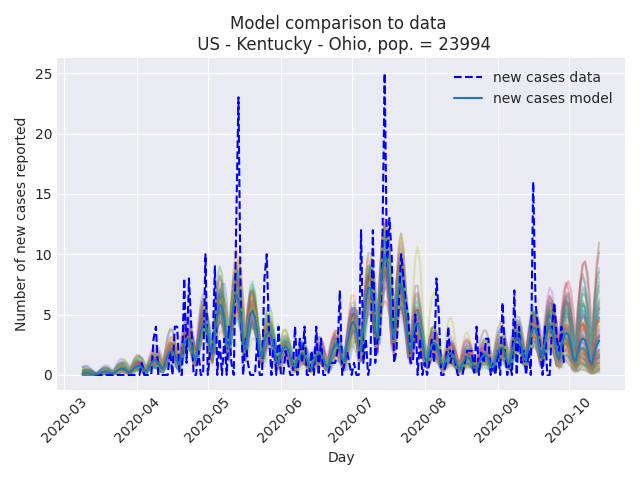 Model comparison to data
US - Kentucky - Ohio, pop. = 23994
25
20
15
10
5
0
Number of new cases reported
new cases data
new cases model
2020-03
2020-04
2020-05
2020-06
2020-07
2020-08
2020-09
2020-10
Day